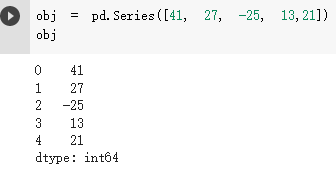 obj = pd.Series([41, 27, -25, 13,21])
obj
0 41
1 27
2 -25
3 13
4 21
dtype: int64